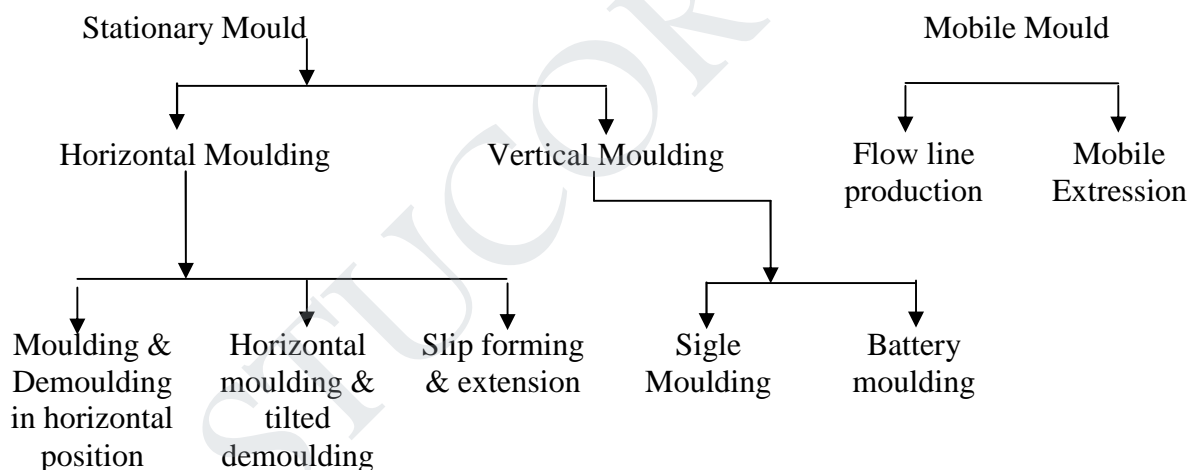 Stationary Mould
Mobile Mould
Horizontal Moulding
Vertical Moulding
Flow line
production
Mobile
Extression
Moulding &
Demoulding
in horizontal
position
Horizontal
moulding &
tilted
demoulding
Slip forming
& extension
Sigle
Moulding
Battery
moulding
STUCOR